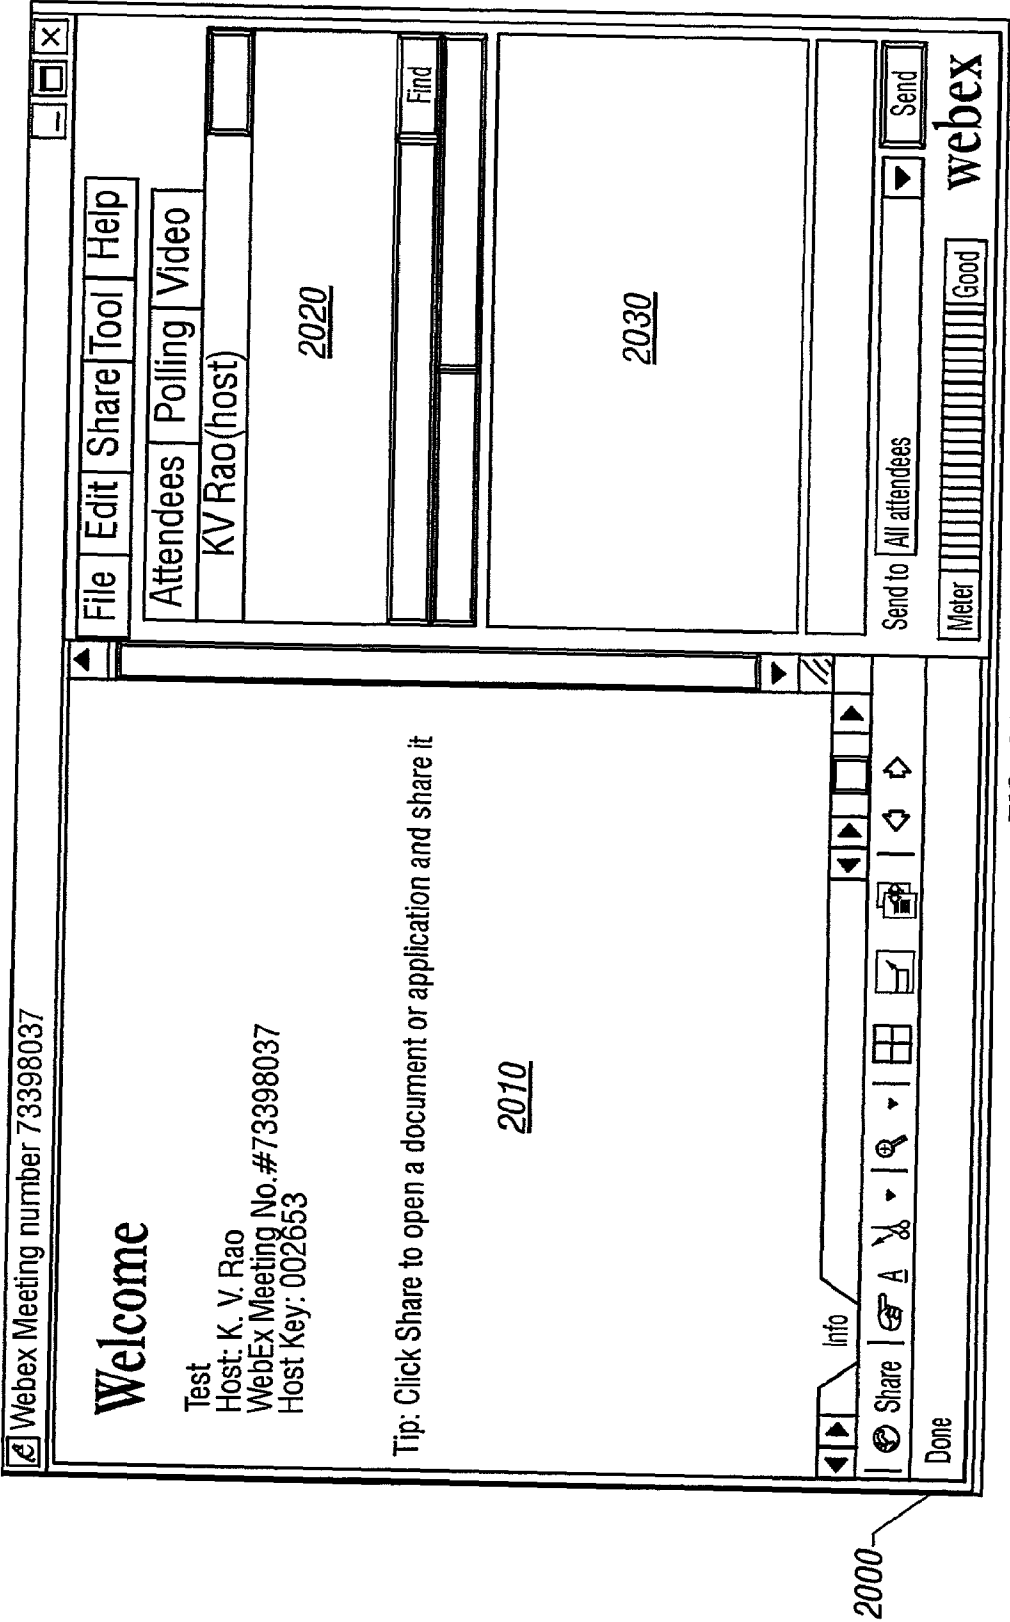 Webex Meeting number 73398037
File Edit Share Tool Help
Attendees Polling Video
KV Rao(host)
2020
Find
2030
Send to All attendees Send
Meter Good webex
Welcome
Test
Host: K. V. Rao
WebEx Meeting No.#73398037
Host Key: 002653
Tip: Click Share to open a document or application and share it
2010
Info
Share A
Done
2000